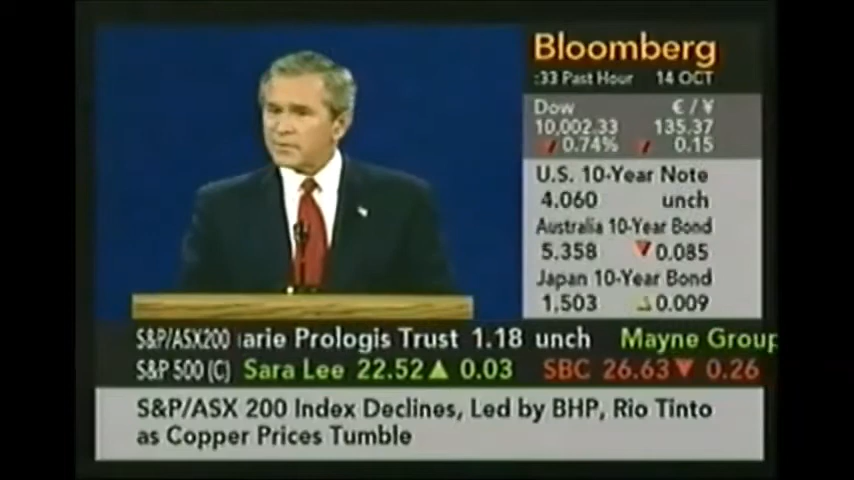 Bloomberg
:33 Past Hour 14 OCT
Dow € / ¥
10,002.33 135.37
0.74% 0.15
U.S. 10-Year Note
4.060 unch
Australia 10-Year Bond
5.358 ▼ 0.085
Japan 10-Year Bond
1.503 ▲ 0.009
S&P/ASX200 arie Prologis Trust 1.18 unch Mayne Group
S&P 500 (C) Sara Lee 22.52 ▲ 0.03 SBC 26.63 ▼ 0.26
S&P/ASX 200 Index Declines, Led by BHP, Rio Tinto
as Copper Prices Tumble